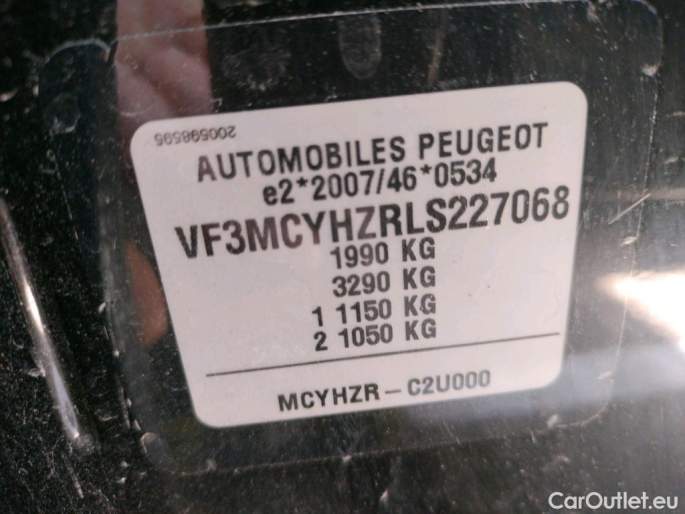 200598595
AUTOMOBILES PEUGEOT
e2*2007/46*0534
VF3MCYHZRLS227068
1990 KG
3290 KG
1 1150 KG
2 1050 KG
MCYHZR - C2U000
CarOutlet.eu